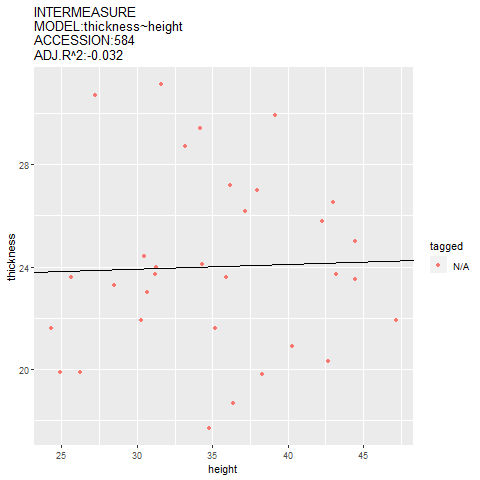 INTERMEASURE
MODEL:thickness~height
ACCESSION:584
ADJ.R^2:-0.032
28
24
20
thickness
25
30
35
40
45
height
tagged
N/A